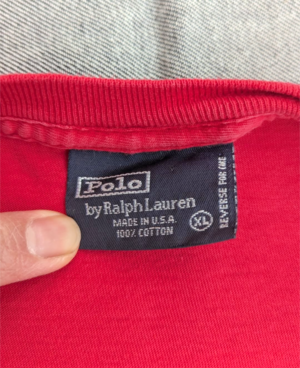 Polo
by Ralph Lauren
MADE IN U.S.A.
100% COTTON
XL
REVERSE FOR CARE